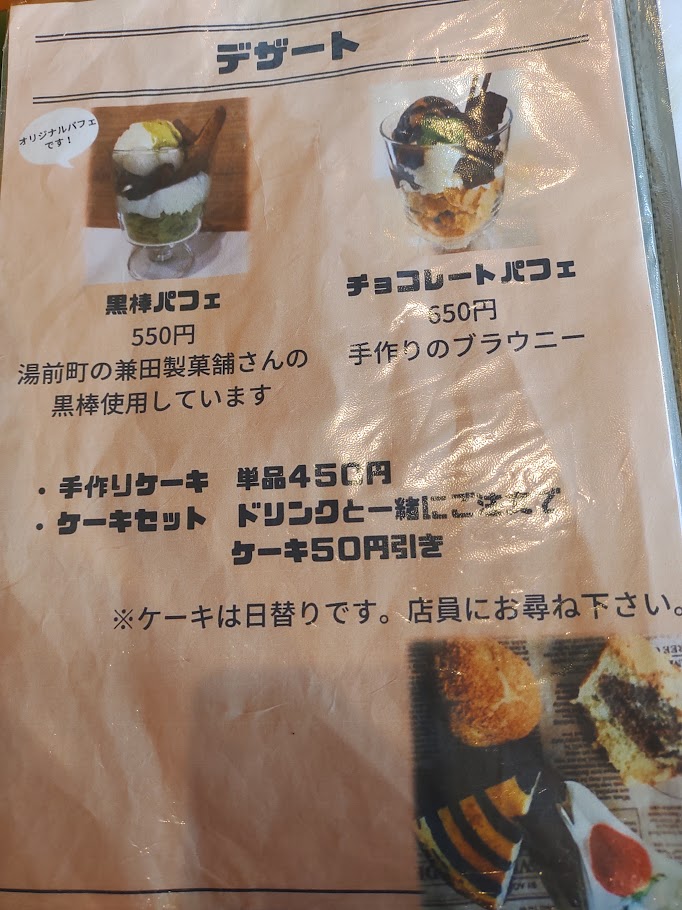 デザート
オリジナルパフェ
です!
黒棒パフェ
550円
湯前町の兼田製菓舗さんの
黒棒使用しています
チョコレートパフェ
650円
手作りのブラウニー
・手作りケーキ 単品450円
・ケーキセット ドリンクと一緒にご注文で
ケーキ50円引き
※ケーキは日替りです。店員にお尋ね下さい。